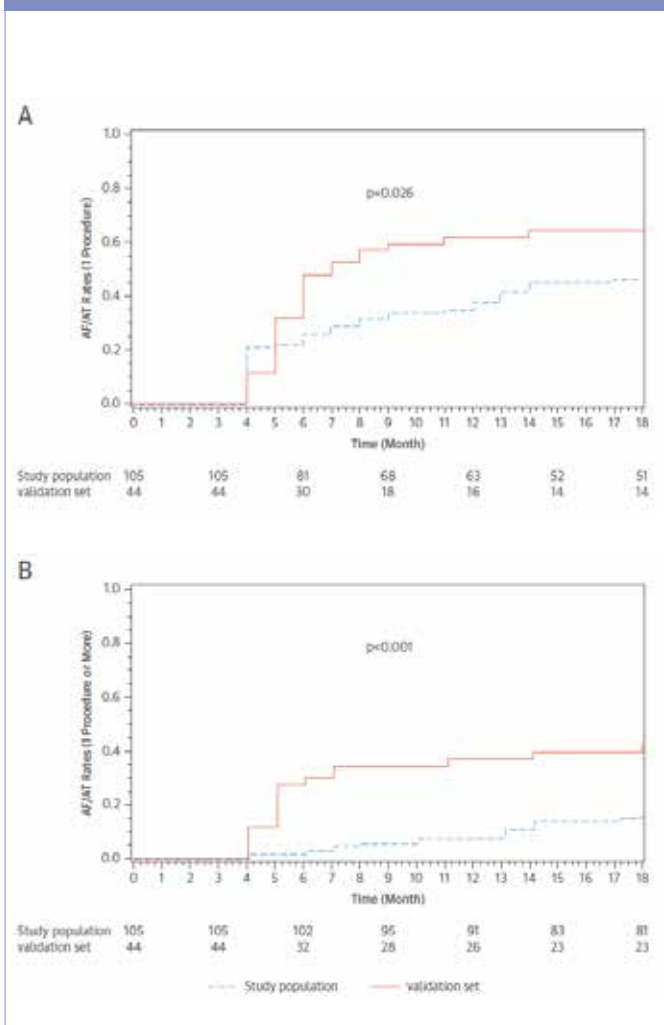 A
1.0
0.8
0.6
0.4
0.2
0.0
AF/AT Rates (1 Procedure)
p=0.026
0 1 2 3 4 5 6 7 8 9 10 11 12 13 14 15 16 17 18
Time (Month)
Study population 105 105 81 68 63 52 51
validation set 44 44 30 18 16 14 14
B
1.0
0.8
0.6
0.4
0.2
0.0
AF/AT Rates (1 Procedure or More)
p<0.001
0 1 2 3 4 5 6 7 8 9 10 11 12 13 14 15 16 17 18
Time (Month)
Study population 105 105 102 95 91 83 81
validation set 44 44 32 28 26 23 23
Study population validation set